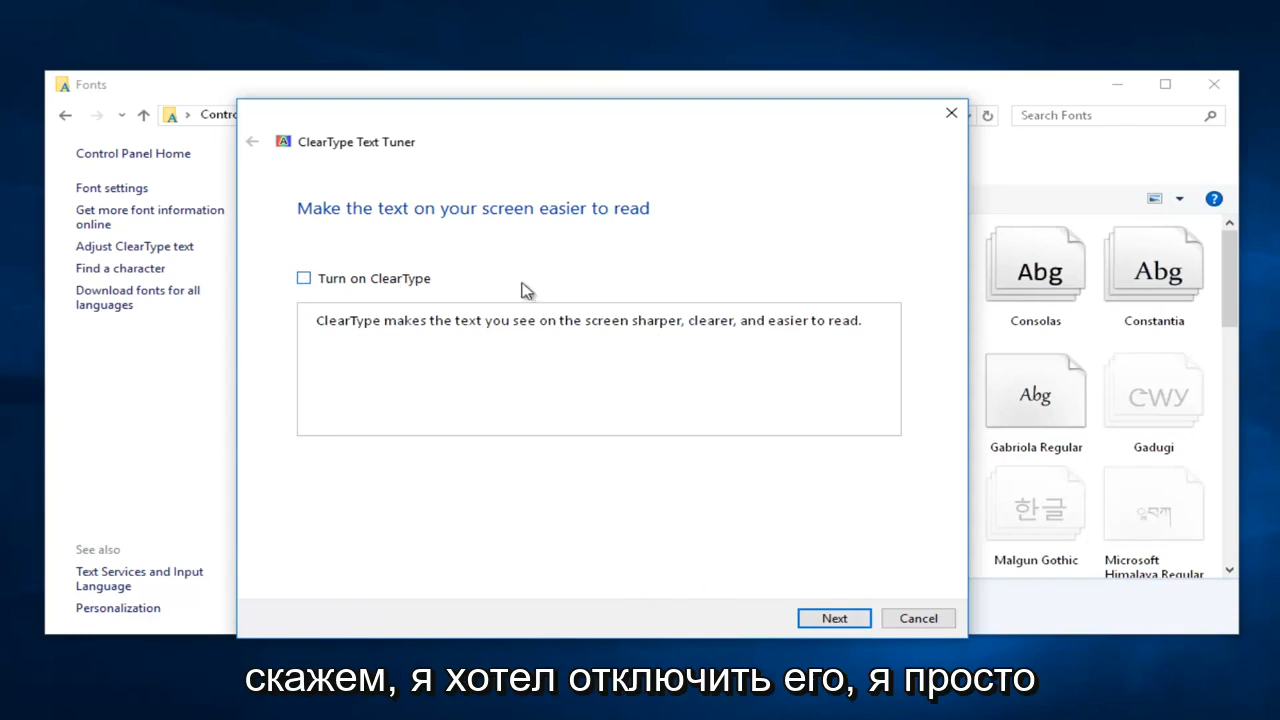 Fonts
Contro
Search Fonts
Control Panel Home
Font settings
Get more font information
online
Adjust ClearType text
Find a character
Download fonts for all
languages
See also
Text Services and Input
Language
Personalization
ClearType Text Tuner
Make the text on your screen easier to read
Turn on ClearType
ClearType makes the text you see on the screen sharper, clearer, and easier to read.
Next
Cancel
?
Abg
Abg
Consolas
Constantia
Abg
ᑕᓚᎩ
Gabriola Regular
Gadugi
한글
Malgun Gothic
Microsoft
Himalaya Regular
скажем, я хотел отключить его, я просто